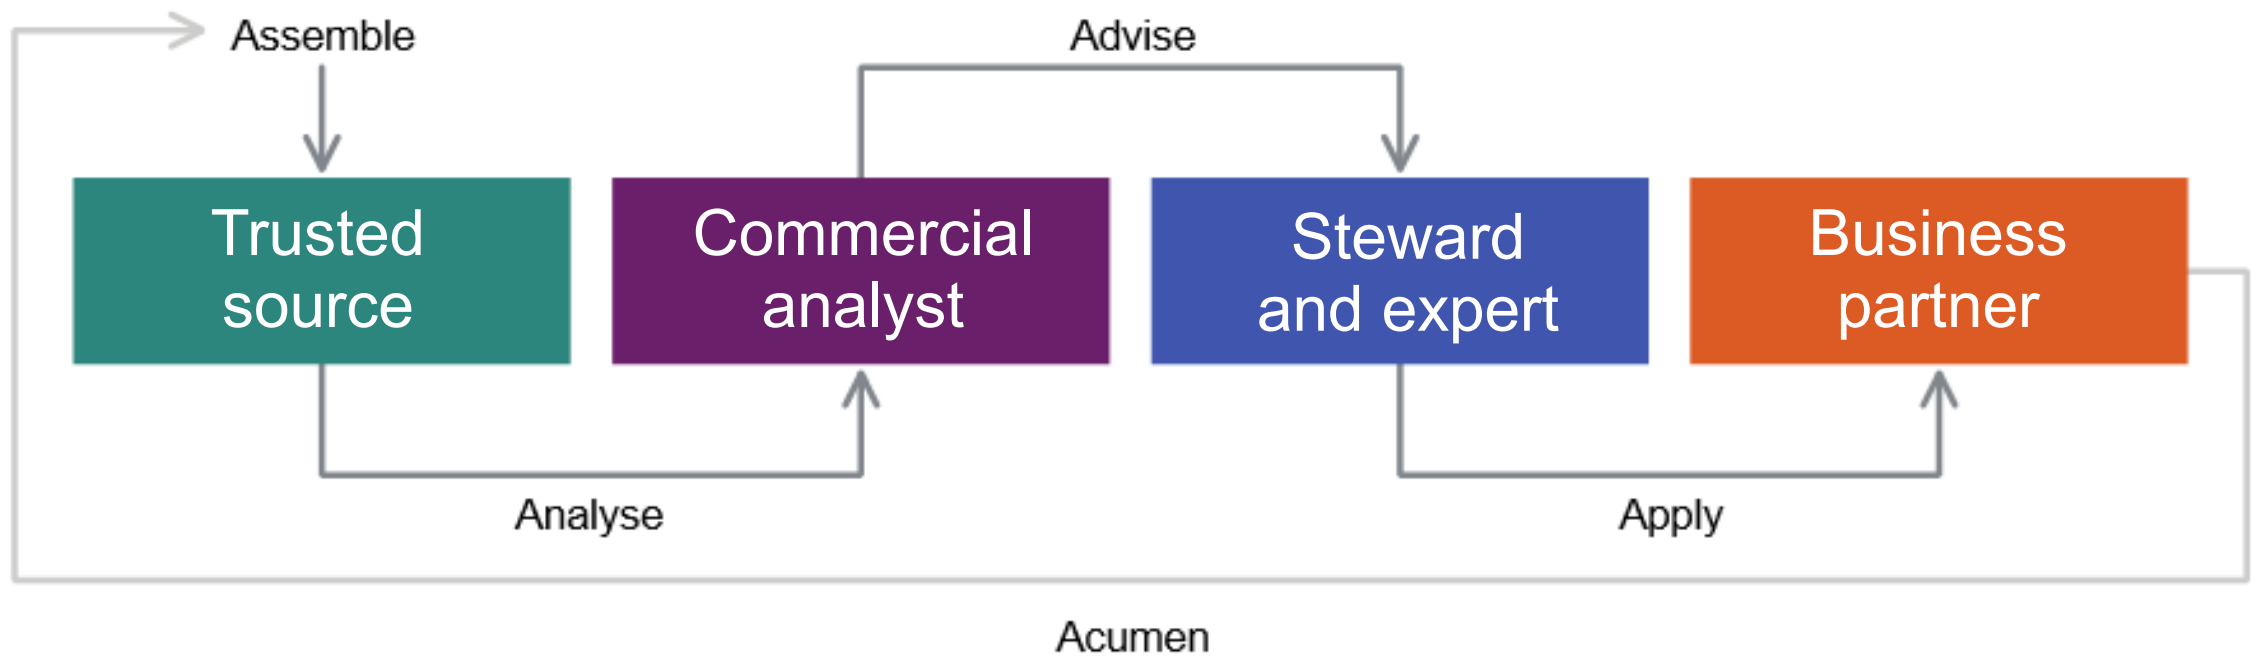 Assemble
Advise
Trusted
source
Commercial
analyst
Steward
and expert
Business
partner
Analyse
Apply
Acumen